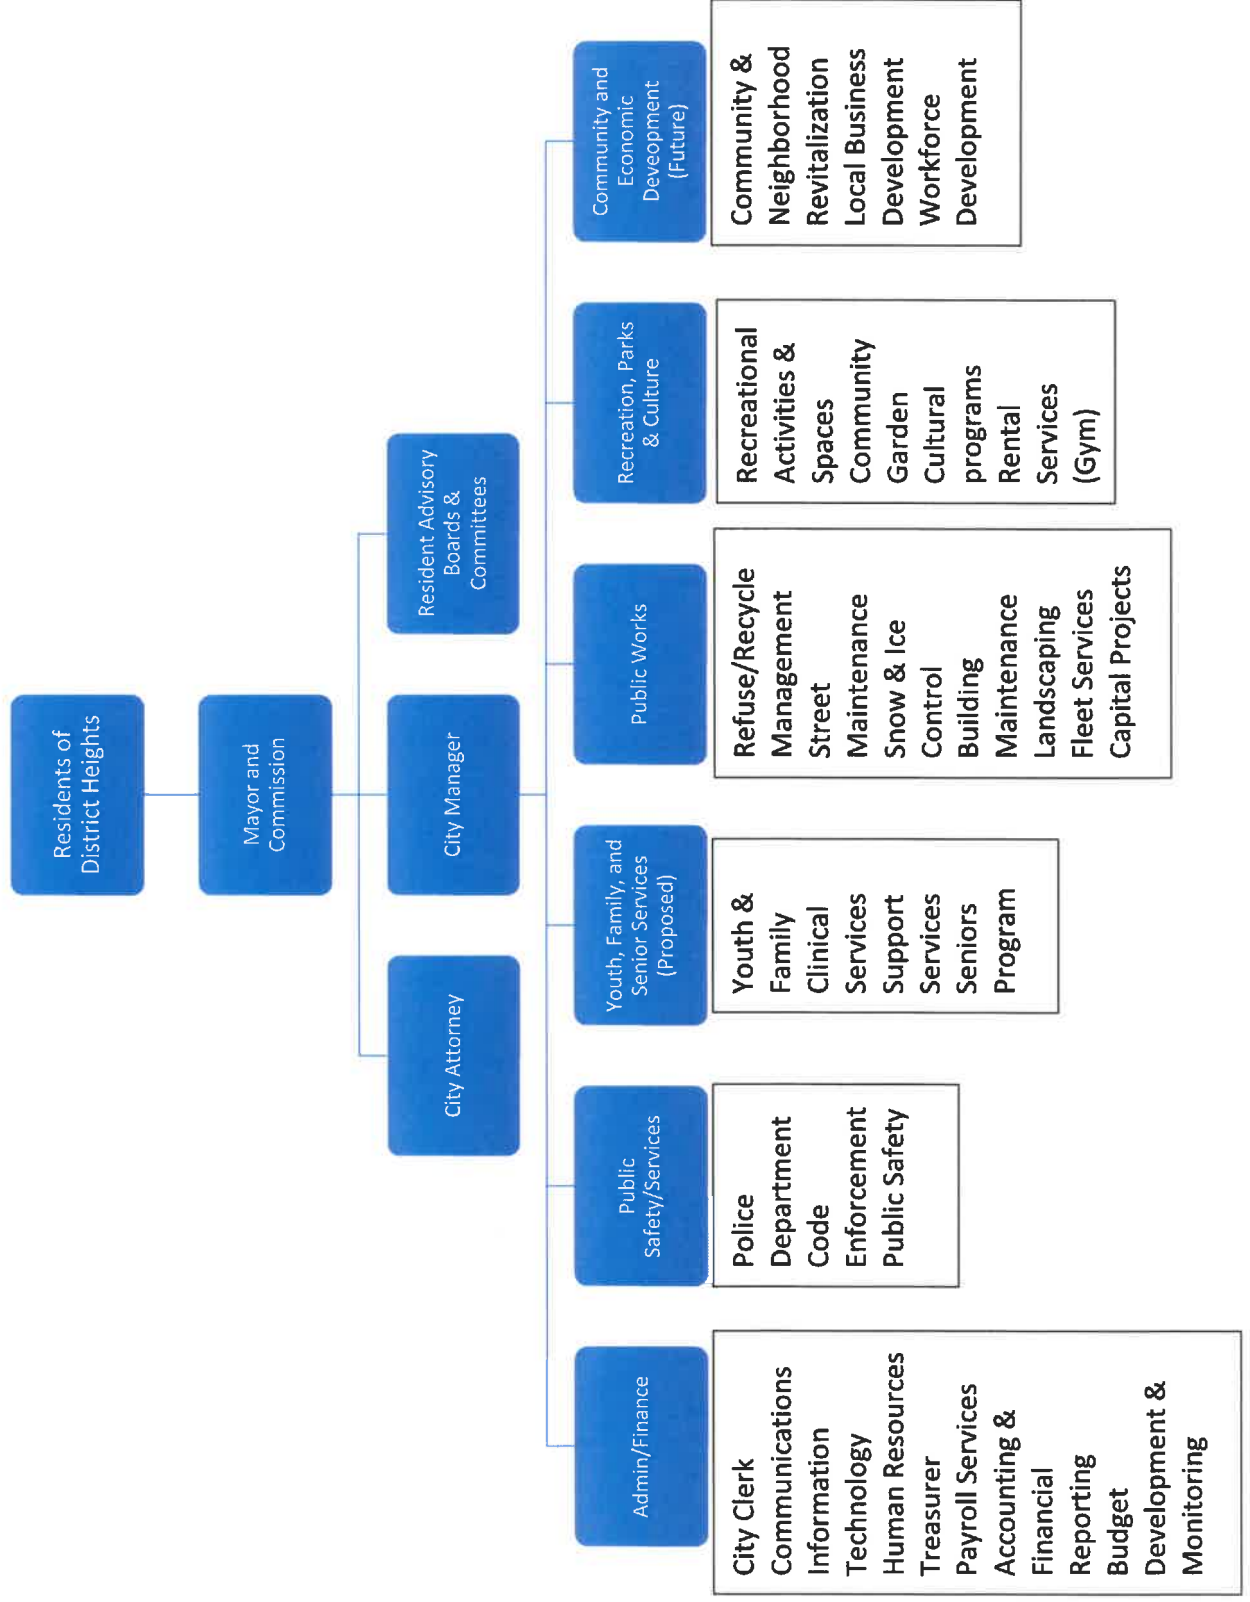 Residents of
District Heights
Mayor and
Commission
City Attorney
City Manager
Resident Advisory
Boards &
Committees
Admin/Finance
City Clerk
Communications
Information
Technology
Human Resources
Treasurer
Payroll Services
Accounting &
Financial
Reporting
Budget
Development &
Monitoring
Public
Safety/Services
Police
Department
Code
Enforcement
Public Safety
Youth, Family, and
Senior Services
(Proposed)
Youth &
Family
Clinical
Services
Support
Services
Seniors
Program
Public Works
Refuse/Recycle
Management
Street
Maintenance
Snow & Ice
Control
Building
Maintenance
Landscaping
Fleet Services
Capital Projects
Recreation, Parks
& Culture
Recreational
Activities &
Spaces
Community
Garden
Cultural
programs
Rental
Services
(Gym)
Community and
Economic
Deveopment
(Future)
Community &
Neighborhood
Revitalization
Local Business
Development
Workforce
Development